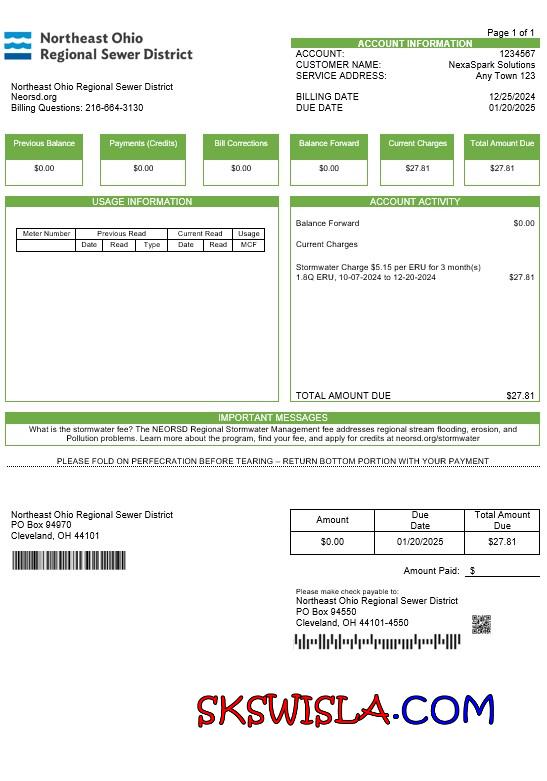 Page 1 of 1
Northeast Ohio
Regional Sewer District
ACCOUNT INFORMATION
ACCOUNT: 1234567
CUSTOMER NAME: NexaSpark Solutions
SERVICE ADDRESS: Any Town 123
Northeast Ohio Regional Sewer District
Neorsd.org
Billing Questions: 216-664-3130
BILLING DATE 12/25/2024
DUE DATE 01/20/2025
Previous Balance Payments (Credits) Bill Corrections Balance Forward Current Charges Total Amount Due
$0.00 $0.00 $0.00 $0.00 $27.81 $27.81
USAGE INFORMATION
Meter Number Previous Read Current Read Usage
Date Read Type Date Read MCF
ACCOUNT ACTIVITY
Balance Forward $0.00
Current Charges
Stormwater Charge $5.15 per ERU for 3 month(s)
1.8Q ERU, 10-07-2024 to 12-20-2024 $27.81
TOTAL AMOUNT DUE $27.81
IMPORTANT MESSAGES
What is the stormwater fee? The NEORSD Regional Stormwater Management fee addresses regional stream flooding, erosion, and
Pollution problems. Learn more about the program, find your fee, and apply for credits at neorsd.org/stormwater
PLEASE FOLD ON PERFECRATION BEFORE TEARING – RETURN BOTTOM PORTION WITH YOUR PAYMENT
Northeast Ohio Regional Sewer District
PO Box 94970
Cleveland, OH 44101
Amount Due Date Total Amount Due
$0.00 01/20/2025 $27.81
Amount Paid: $
Please make check payable to:
Northeast Ohio Regional Sewer District
PO Box 94550
Cleveland, OH 44101-4550
SKSWISLA.COM